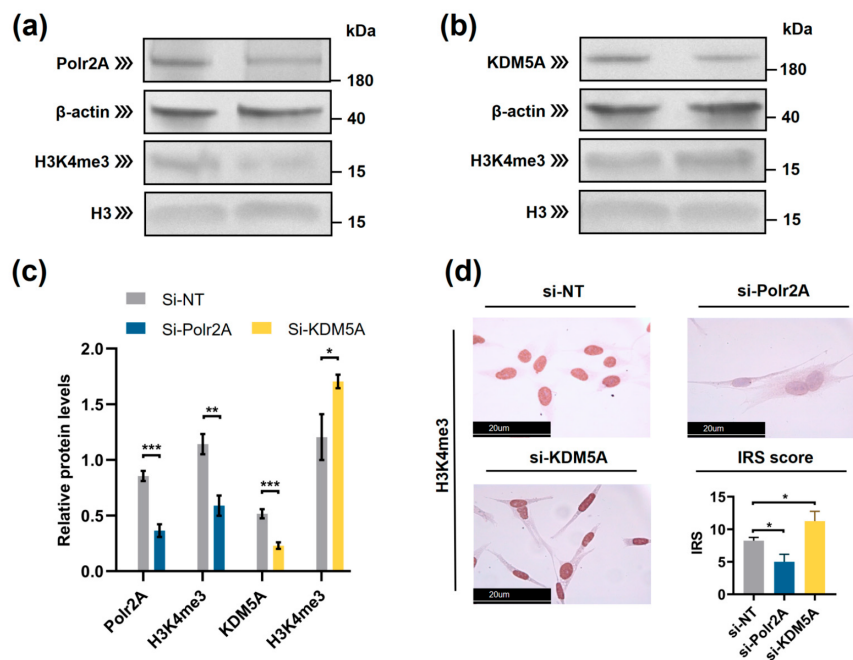 (a)
kDa
Polr2A
180
β-actin
40
H3K4me3
15
H3
15
(b)
kDa
KDM5A
180
β-actin
40
H3K4me3
15
H3
15
(c)
Si-NT
Si-Polr2A Si-KDM5A
Relative protein levels
2.0
1.5
1.0
0.5
0.0
*** ** *** *
Polr2A H3K4me3 KDM5A H3K4me3
(d)
si-NT si-Polr2A
H3K4me3
20um 20um
si-KDM5A IRS score
20um
IRS
15
10
5
0
*
*
si-NT si-Polr2A si-KDM5A